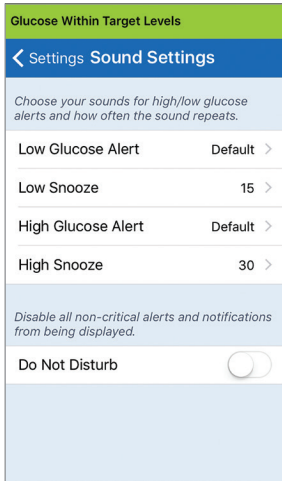 Glucose Within Target Levels
Settings Sound Settings
Choose your sounds for high/low glucose
alerts and how often the sound repeats.
Low Glucose Alert Default
Low Snooze 15
High Glucose Alert Default
High Snooze 30
Disable all non-critical alerts and notifications
from being displayed.
Do Not Disturb